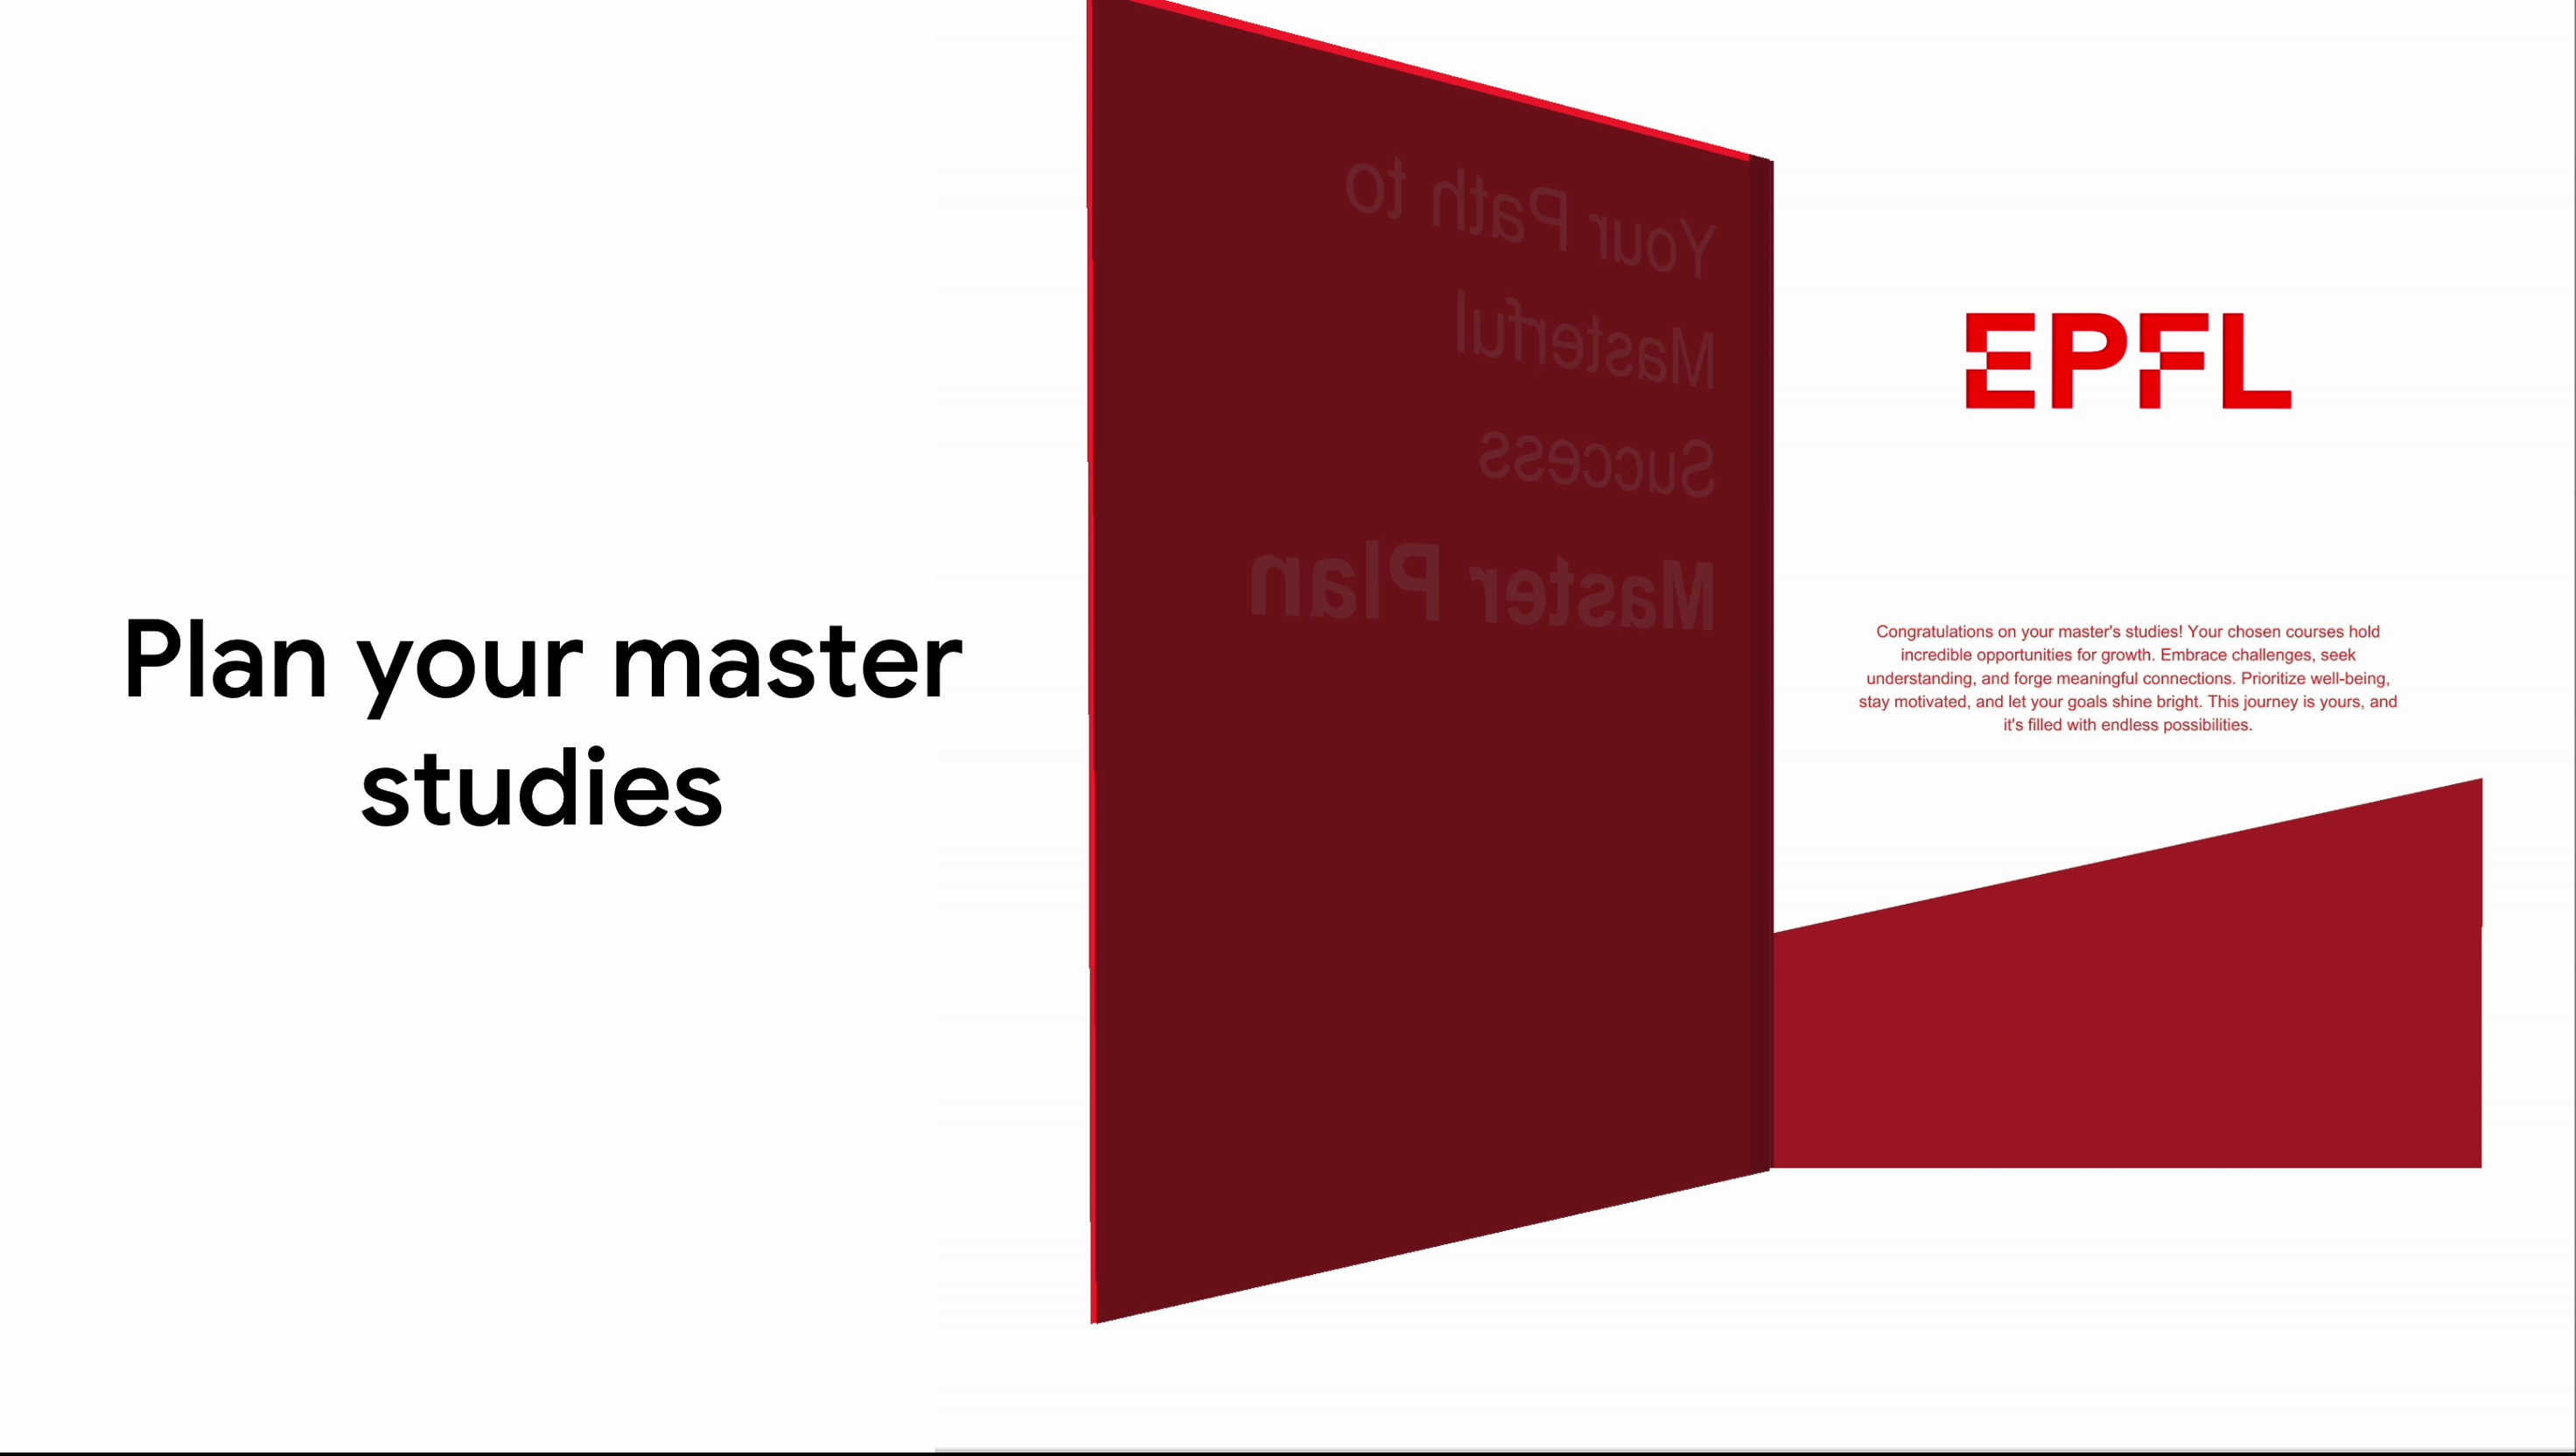 Plan your master
studies
Your Path to
Masterful
Success
Master Plan
EPFL
Congratulations on your master's studies! Your chosen courses hold
incredible opportunities for growth. Embrace challenges, seek
understanding, and forge meaningful connections. Prioritize well-being,
stay motivated, and let your goals shine bright. This journey is yours, and
it's filled with endless possibilities.